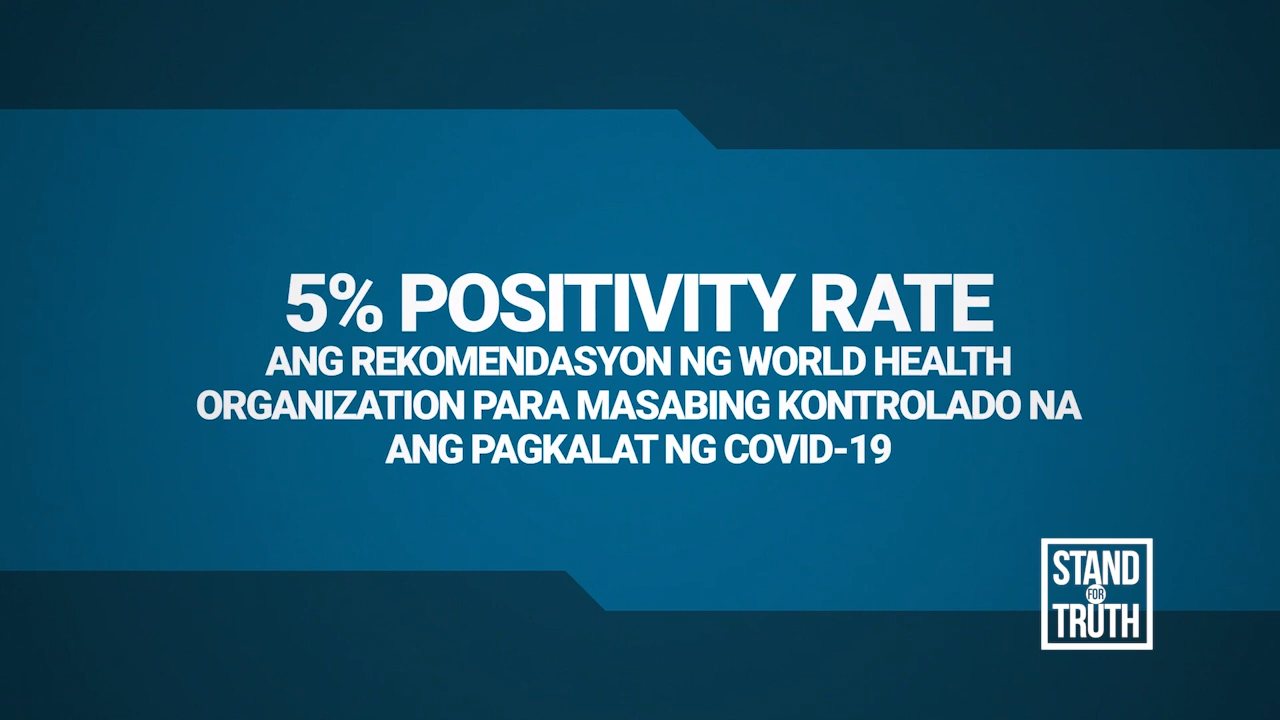 5% POSITIVITY RATE
ANG REKOMENDASYON NG WORLD HEALTH
ORGANIZATION PARA MASABING KONTROLADO NA
ANG PAGKALAT NG COVID-19
STAND
FOR
TRUTH